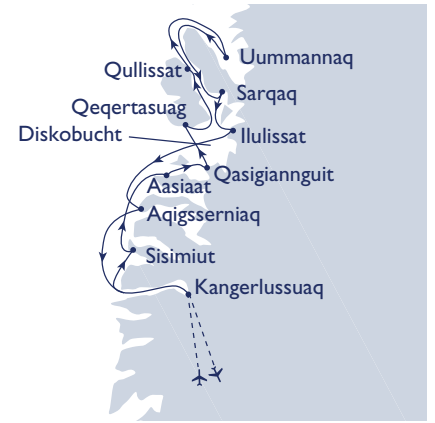 Uummannaq
Qullissat
Sarqaq
Qeqertasuag
Diskobucht
Ilulissat
Qasigiannguit
Aasiaat
Aqigsserniaq
Sisimiut
Kangerlussuaq